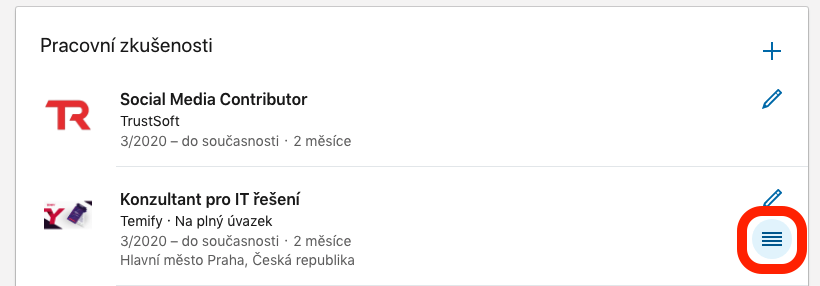 Pracovní zkušenosti
TR
Social Media Contributor
TrustSoft
3/2020 – do současnosti · 2 měsíce
Y
Konzultant pro IT řešení
Temify · Na plný úvazek
3/2020 – do současnosti · 2 měsíce
Hlavní město Praha, Česká republika